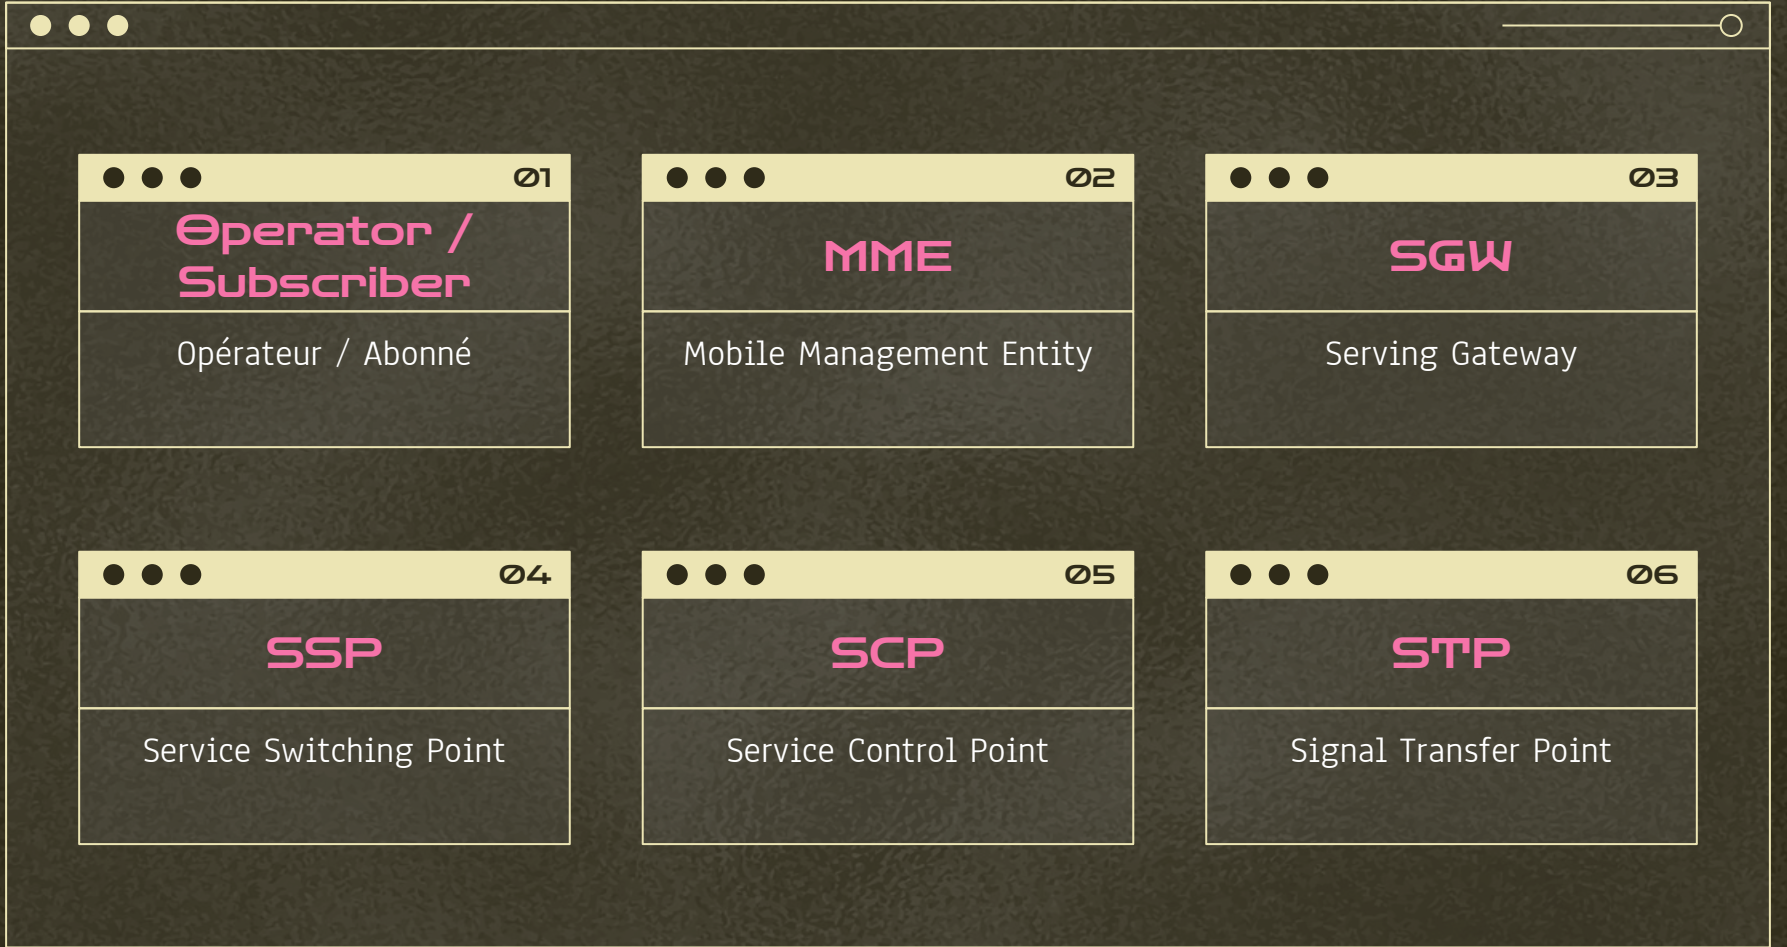 01
Operator /
Subscriber
Opérateur / Abonné
02
MME
Mobile Management Entity
03
SGW
Serving Gateway
04
SSP
Service Switching Point
05
SCP
Service Control Point
06
STP
Signal Transfer Point